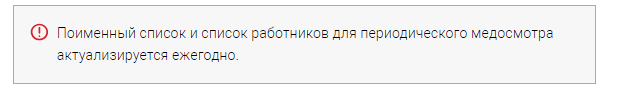 Поименный список и список работников для периодического медосмотра
актуализируется ежегодно.